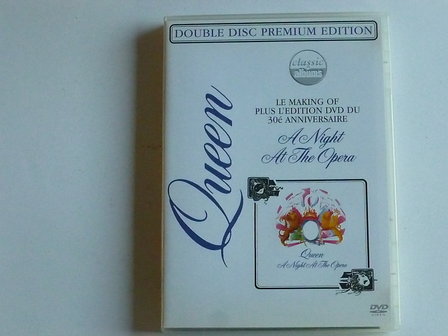 DOUBLE DISC PREMIUM EDITION
classic
albums
LE MAKING OF
PLUS L'EDITION DVD DU
30é ANNIVERSAIRE
A Night
At The Opera
Queen
Queen
A Night At The Opera
DVD
VIDEO